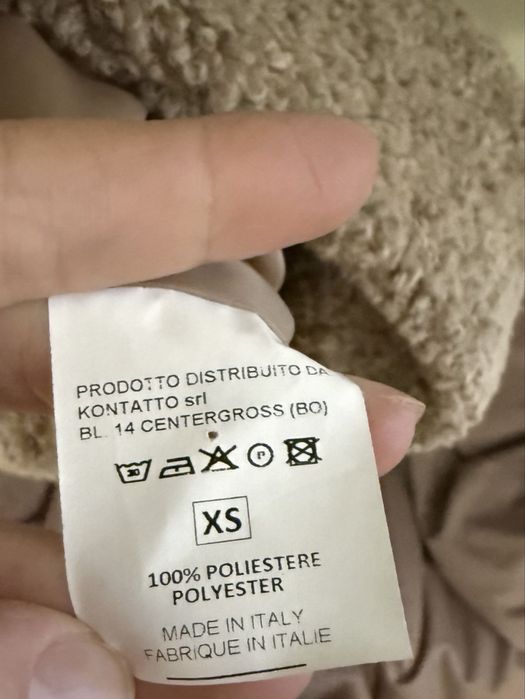 PRODOTTO DISTRIBUITO DA
KONTATTO srl
BL. 14 CENTERGROSS (BO)
30 P
XS
100% POLIESTERE
POLYESTER
MADE IN ITALY
FABRIQUE IN ITALIE